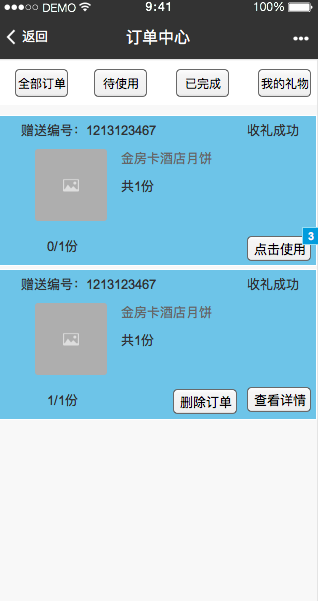 DEMO 9:41 100%
返回 订单中心
全部订单 待使用 已完成 我的礼物
赠送编号：1213123467 收礼成功
金房卡酒店月饼
共1份
0/1份 点击使用 3
赠送编号：1213123467 收礼成功
金房卡酒店月饼
共1份
1/1份 删除订单 查看详情